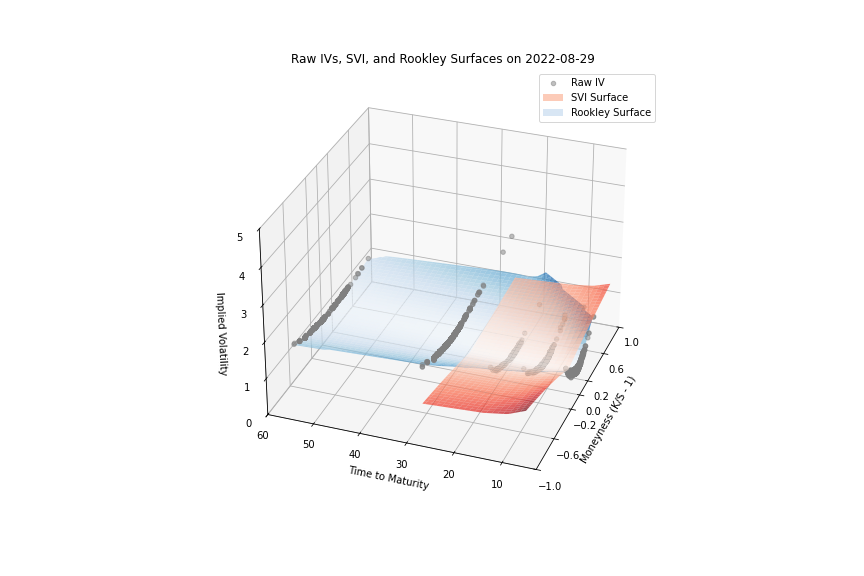 Raw IVs, SVI, and Rookley Surfaces on 2022-08-29
Raw IV
SVI Surface
Rookley Surface
5
4
3
2
1
0
Implied Volatility
60
50
40
30
20
10
Time to Maturity
1.0
0.6
0.2
0.0
−0.2
−0.6
−1.0
Moneyness (K/S - 1)